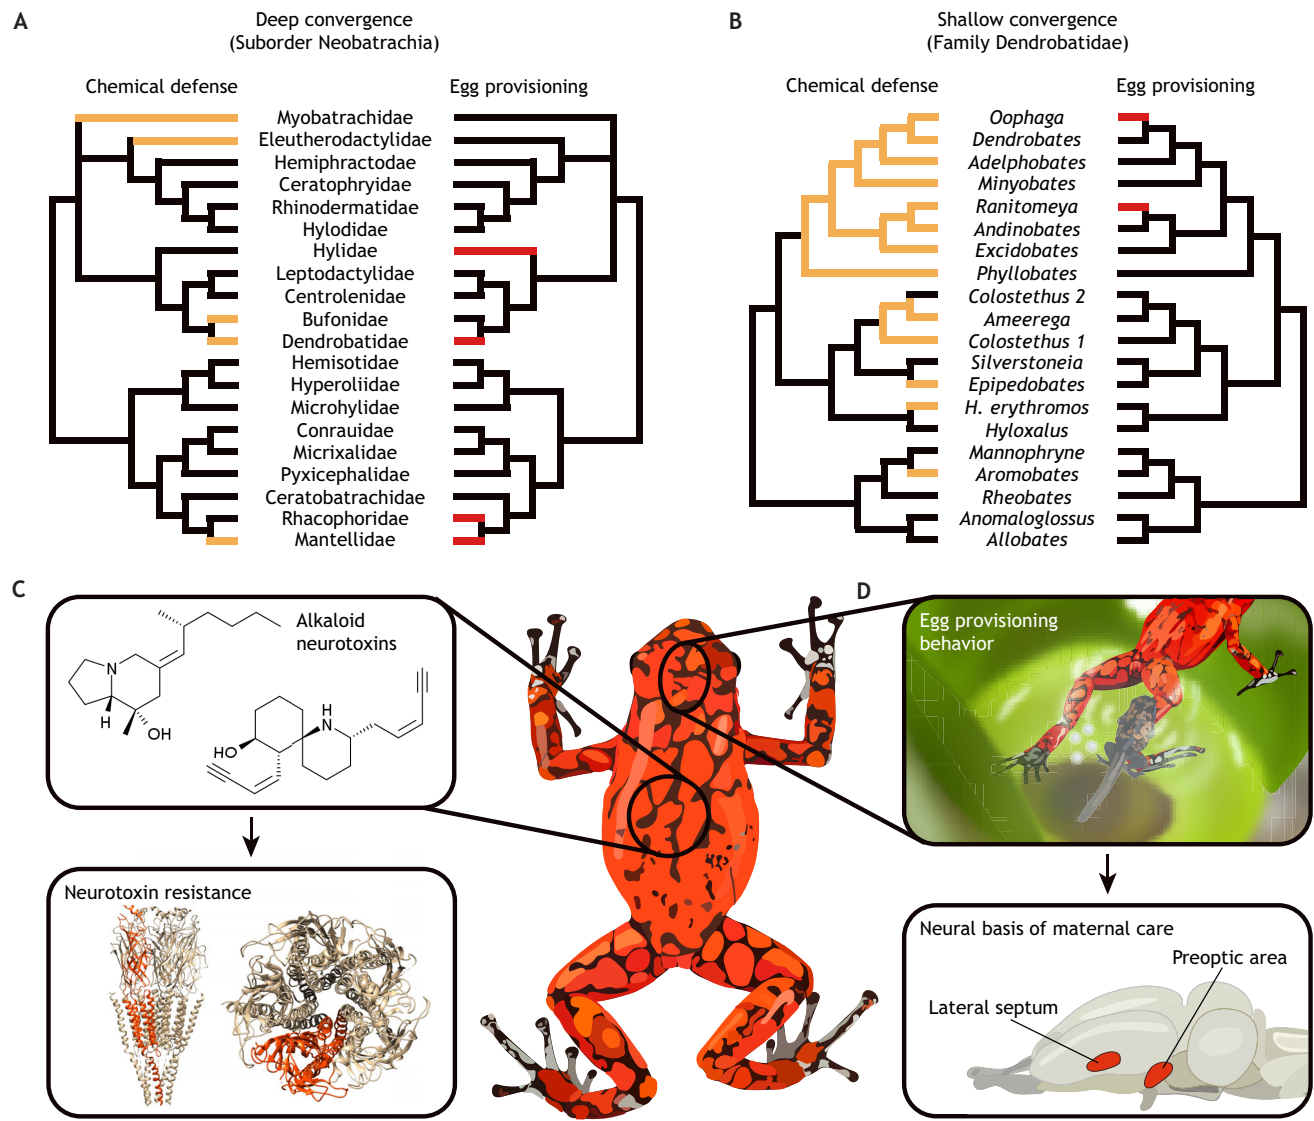 A
Deep convergence
(Suborder Neobatrachia)
Chemical defense
Egg provisioning
Myobatrachidae
Eleutherodactylidae
Hemiphractodae
Ceratophryidae
Rhinodermatidae
Hylodidae
Hylidae
Leptodactylidae
Centrolenidae
Bufonidae
Dendrobatidae
Hemisotidae
Hyperoliidae
Microhylidae
Conrauidae
Micrixalidae
Pyxicephalidae
Ceratobatrachidae
Rhacophoridae
Mantellidae
B
Shallow convergence
(Family Dendrobatidae)
Chemical defense
Egg provisioning
Oophaga
Dendrobates
Adelphobates
Minyobates
Ranitomeya
Andinobates
Excidobates
Phyllobates
Colostethus 2
Ameerega
Colostethus 1
Silverstoneia
Epipedobates
H. erythromos
Hyloxalus
Mannophryne
Aromobates
Rheobates
Anomaloglossus
Allobates
C
Alkaloid
neurotoxins
N
H
OH
H
N
HO
Neurotoxin resistance
D
Egg provisioning
behavior
Neural basis of maternal care
Preoptic area
Lateral septum